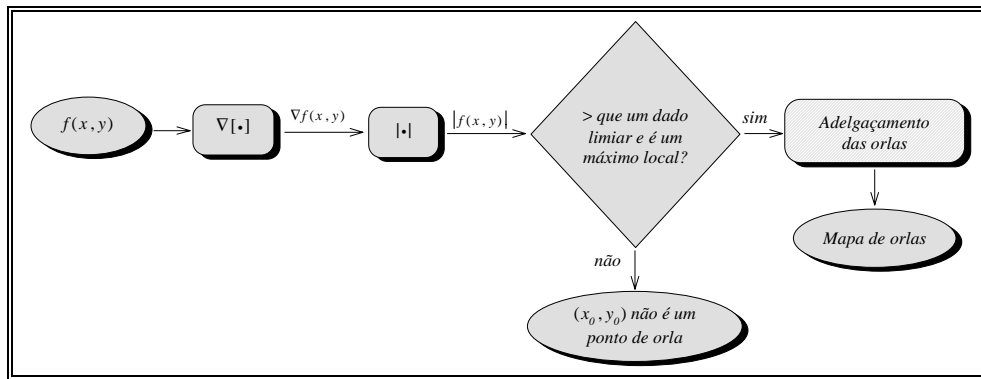 f(x,y)
∇[•]
∇f(x,y)
|•|
|f(x,y)|
> que um dado
limiar e é um
máximo local?
sim
Adelgaçamento
das orlas
Mapa de orlas
não
(x₀,y₀) não é um
ponto de orla